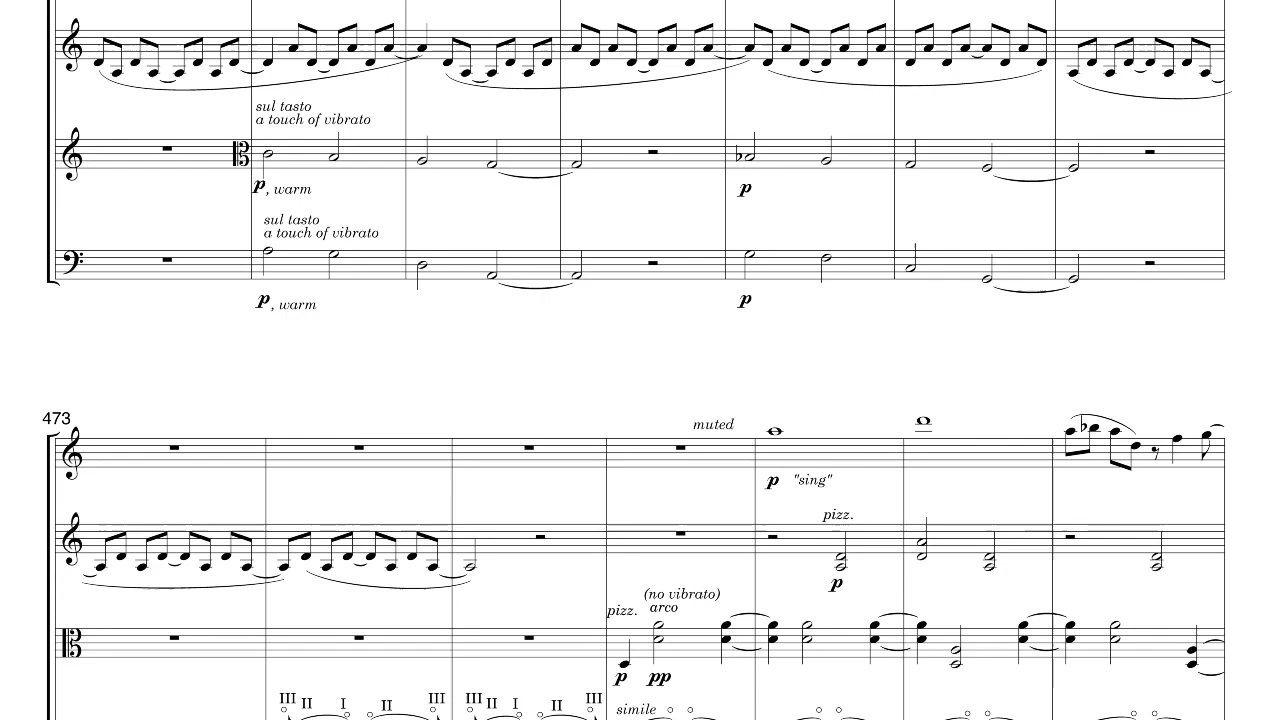 sul tasto
a touch of vibrato
p, warm
p
sul tasto
a touch of vibrato
p, warm
p
473
muted
p "sing"
pizz.
p
(no vibrato)
pizz. arco
p pp
III II I II III III II I II III
simile